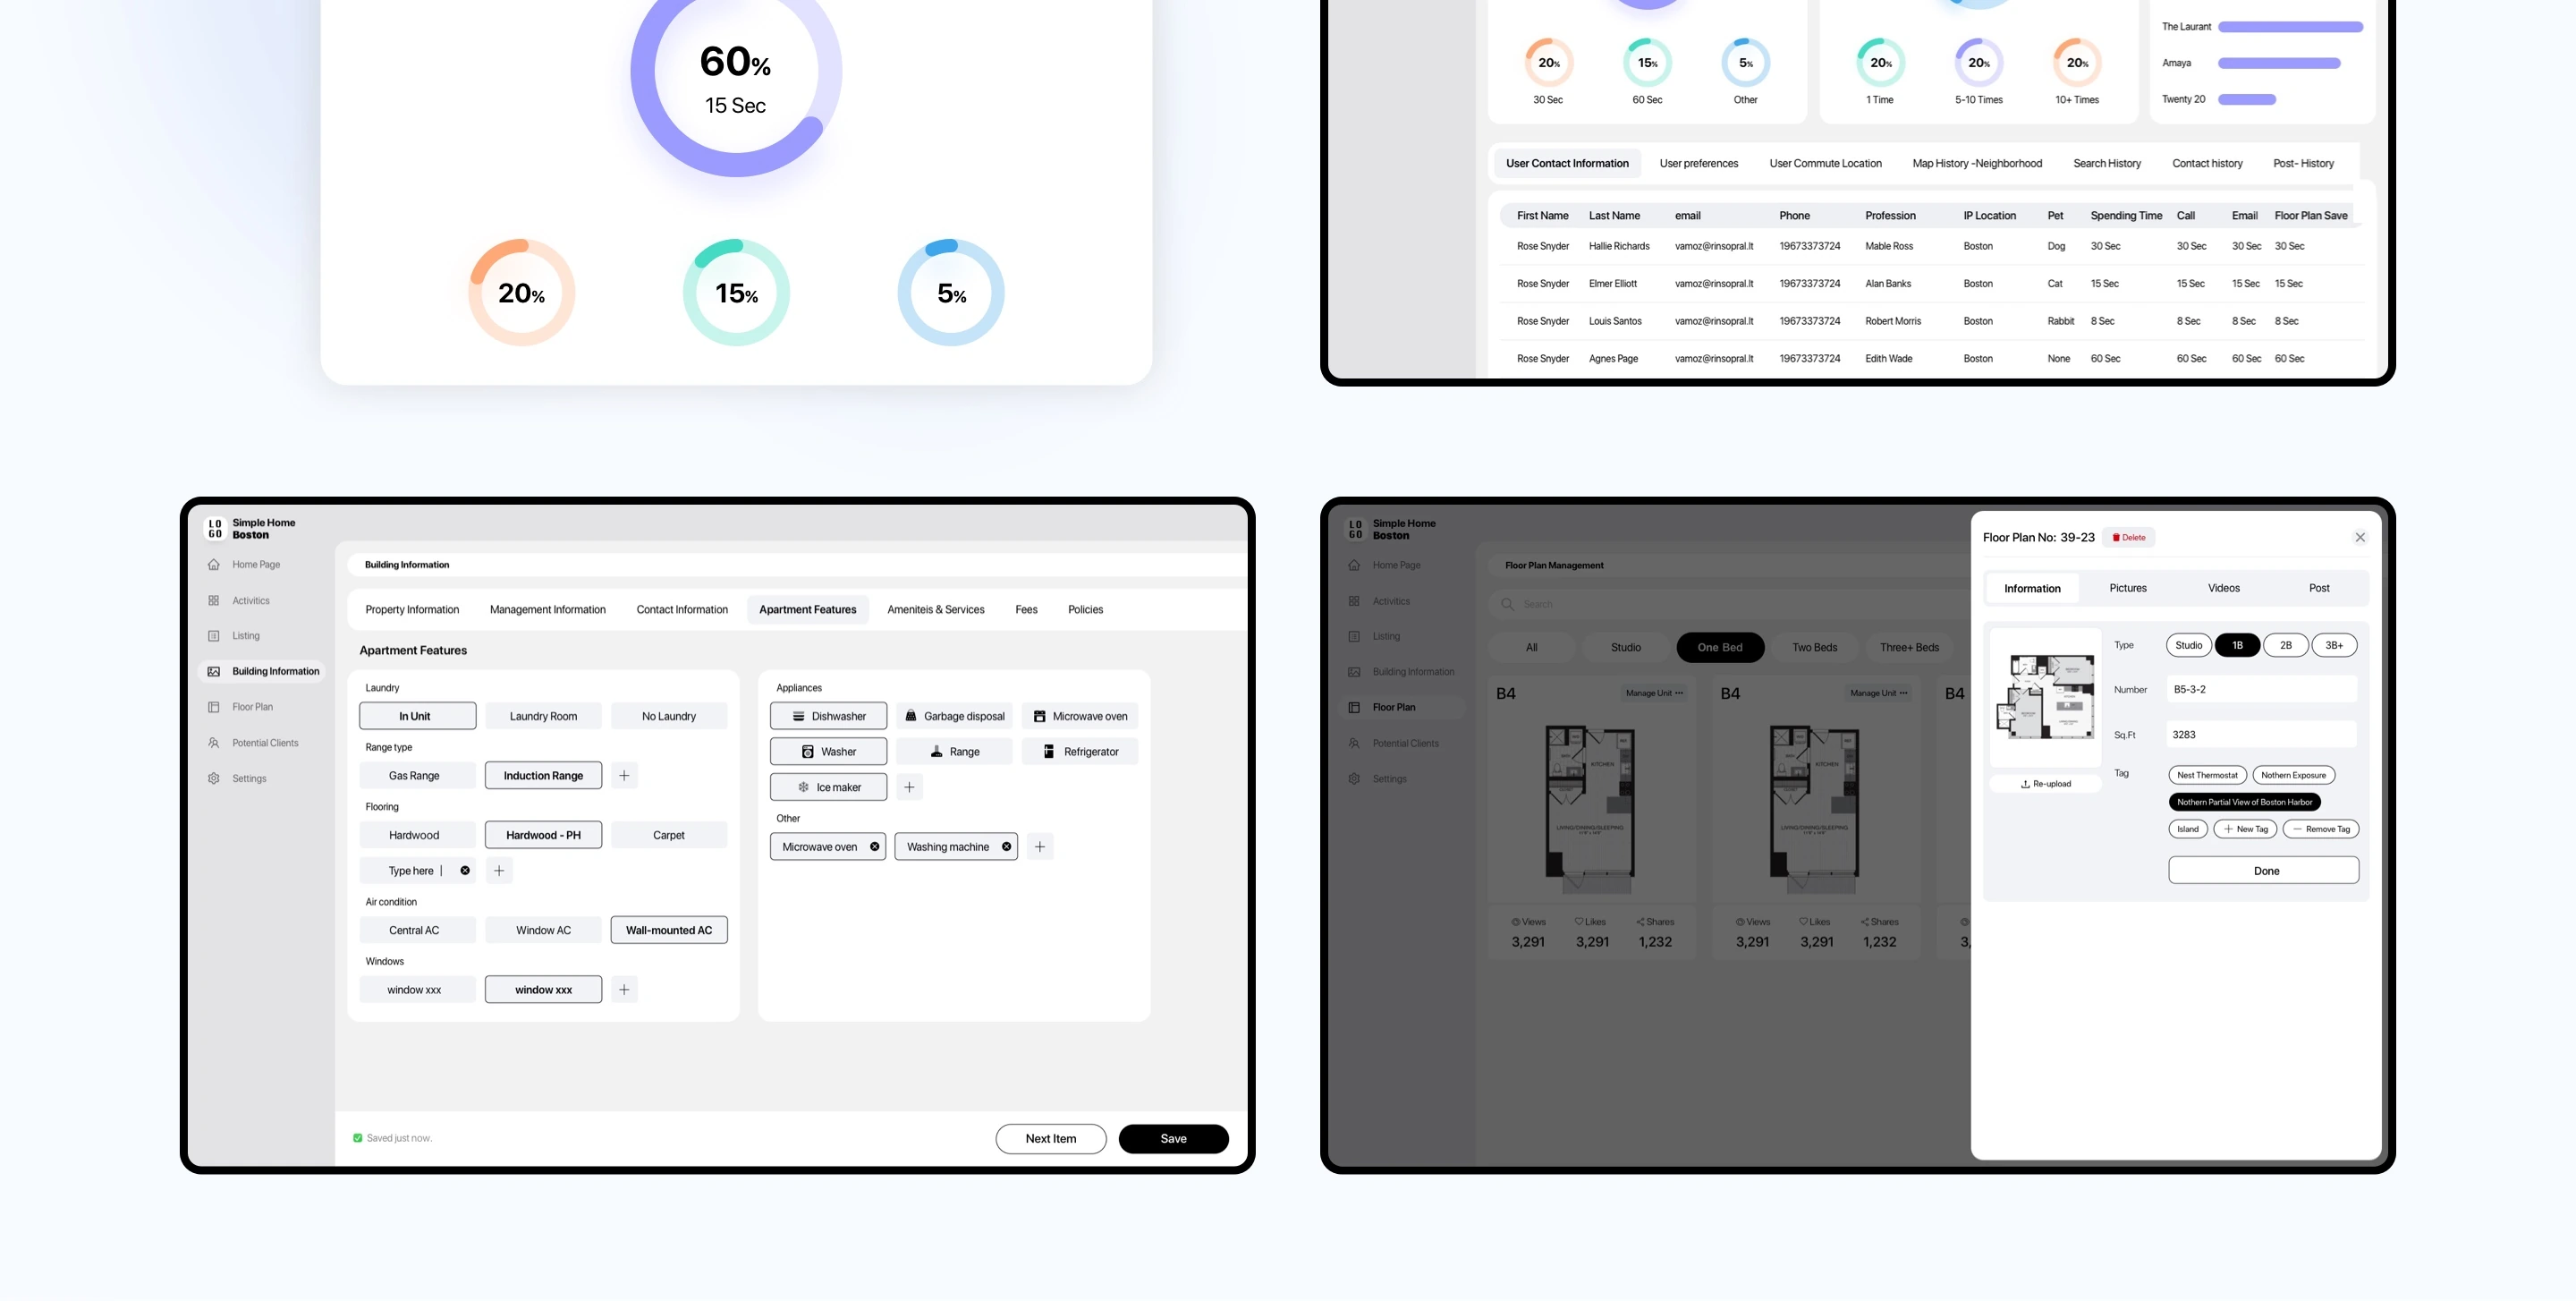 60%
15 Sec
20%
15%
5%
20%
30 Sec
15%
60 Sec
5%
Other
20%
1 Time
20%
5-10 Times
20%
10+ Times
The Laurant
Amaya
Twenty 20
User Contact Information User preferences User Commute Location Map History -Neighborhood Search History Contact history Post- History
First Name Last Name email Phone Profession IP Location Pet Spending Time Call Email Floor Plan Save
Rose Snyder Hallie Richards vamoz@rinsopral.lt 19673373724 Mable Ross Boston Dog 30 Sec 30 Sec 30 Sec 30 Sec
Rose Snyder Elmer Elliott vamoz@rinsopral.lt 19673373724 Alan Banks Boston Cat 15 Sec 15 Sec 15 Sec 15 Sec
Rose Snyder Louis Santos vamoz@rinsopral.lt 19673373724 Robert Morris Boston Rabbit 8 Sec 8 Sec 8 Sec 8 Sec
Rose Snyder Agnes Page vamoz@rinsopral.lt 19673373724 Edith Wade Boston None 60 Sec 60 Sec 60 Sec 60 Sec
LO
GO
Simple Home
Boston
Home Page
Activitics
Listing
Building Information
Floor Plan
Potential Clients
Settings
Building Information
Property Information Management Information Contact Information Apartment Features Ameniteis & Services Fees Policies
Apartment Features
Laundry
In Unit Laundry Room No Laundry
Range type
Gas Range Induction Range +
Flooring
Hardwood Hardwood - PH Carpet
Type here | +
Air condition
Central AC Window AC Wall-mounted AC
Windows
window xxx window xxx +
Appliances
Dishwasher Garbage disposal Microwave oven
Washer Range Refrigerator
Ice maker +
Other
Microwave oven Washing machine +
Saved just now.
Next Item Save
LO
GO
Simple Home
Boston
Home Page
Activitics
Listing
Building Information
Floor Plan
Potential Clients
Settings
Floor Plan Management
Search
All Studio One Bed Two Beds Three+ Beds
B4 Manage Unit ··· B4 Manage Unit ··· B4
KITCHEN KITCHEN
LIVING/DINING/SLEEPING LIVING/DINING/SLEEPING
Views Likes Shares Views Likes Shares
3,291 3,291 1,232 3,291 3,291 1,232 3,
Floor Plan No: 39-23 Delete
Information Pictures Videos Post
Re-upload
Type Studio 1B 2B 3B+
Number B5-3-2
Sq.Ft 3283
Tag Nest Thermostat Nothern Exposure
Nothern Partial View of Boston Harbor
Island + New Tag — Remove Tag
Done